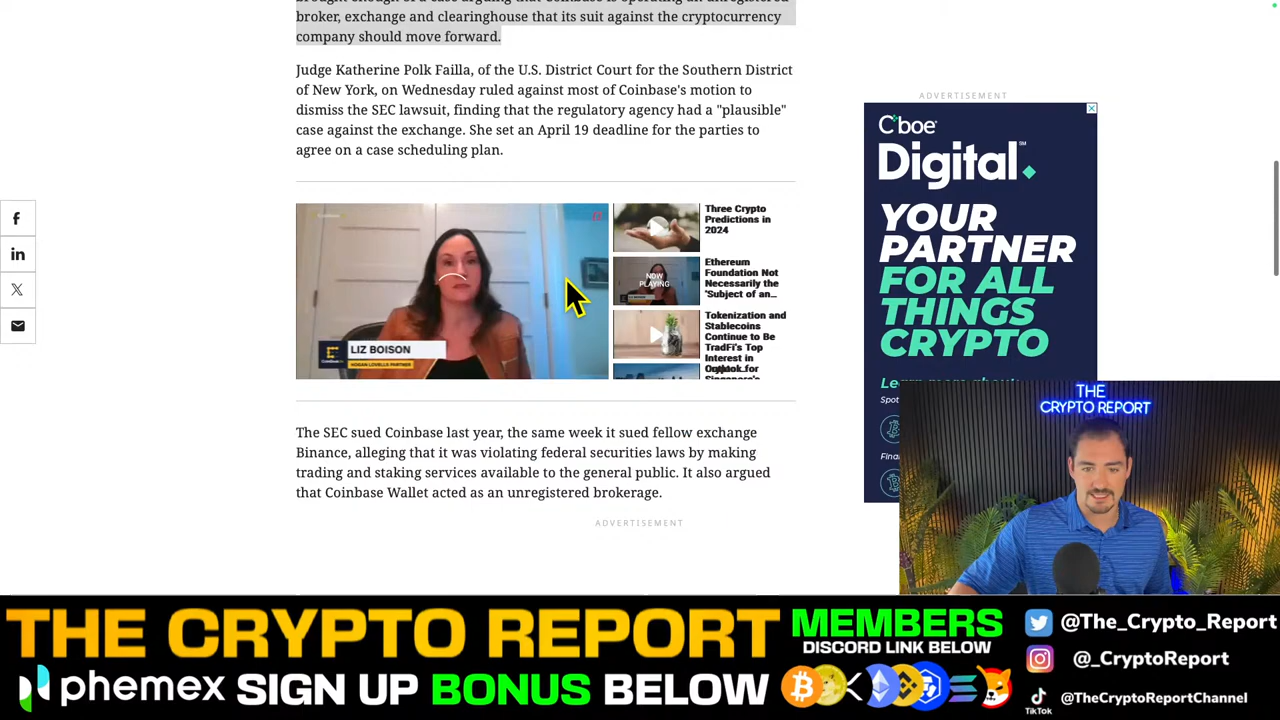 broker, exchange and clearinghouse that its suit against the cryptocurrency
company should move forward.
Judge Katherine Polk Failla, of the U.S. District Court for the Southern District
of New York, on Wednesday ruled against most of Coinbase's motion to
dismiss the SEC lawsuit, finding that the regulatory agency had a "plausible"
case against the exchange. She set an April 19 deadline for the parties to
agree on a case scheduling plan.
LIZ BOISON
HOGAN LOVELLS PARTNER
Three Crypto
Predictions in
2024
NOW
PLAYING
Ethereum
Foundation Not
Necessarily the
'Subject of an...
Tokenization and
Stablecoins
Continue to Be
TradFi's Top
Interest in
The SEC sued Coinbase last year, the same week it sued fellow exchange
Binance, alleging that it was violating federal securities laws by making
trading and staking services available to the general public. It also argued
that Coinbase Wallet acted as an unregistered brokerage.
ADVERTISEMENT
ADVERTISEMENT
Cboe
Digital
YOUR
PARTNER
FOR ALL
THINGS
CRYPTO
Spot
THE
CRYPTO REPORT
THE CRYPTO REPORT
phemex SIGN UP BONUS BELOW
MEMBERS
DISCORD LINK BELOW
@The_Crypto_Report
@_CryptoReport
TikTok
@TheCryptoReportChannel